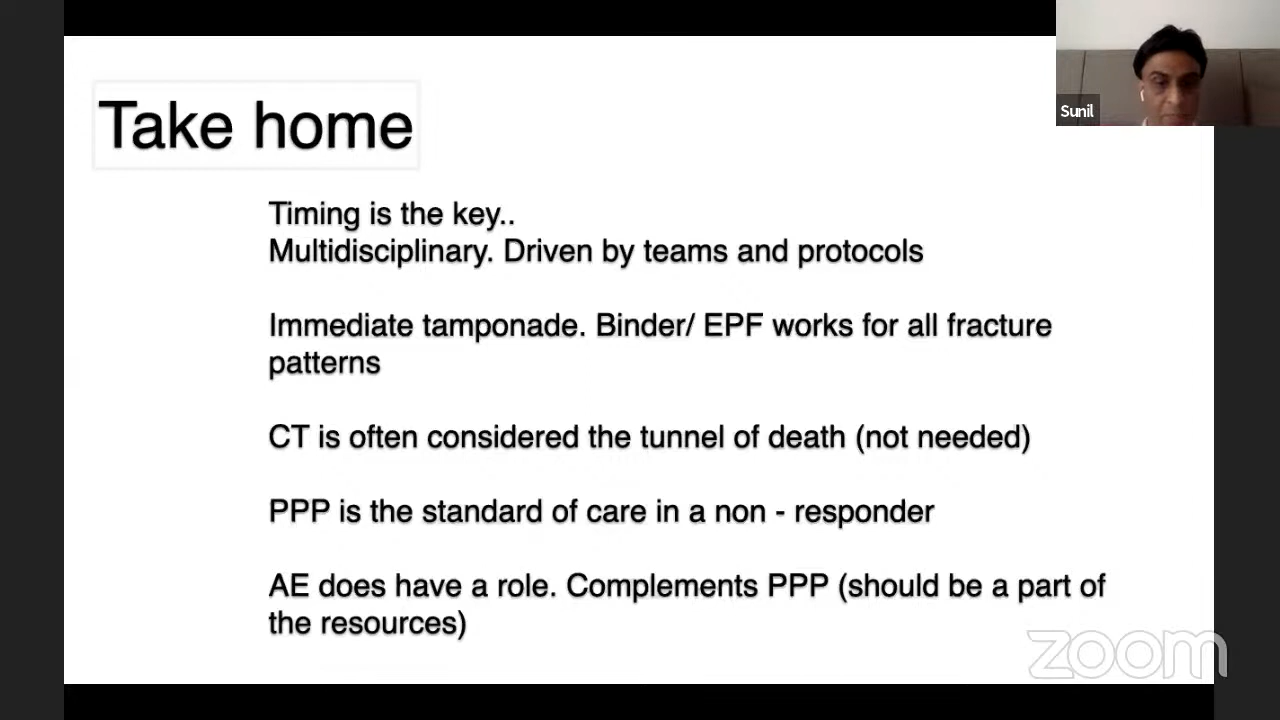 Sunil
Take home
Timing is the key..
Multidisciplinary. Driven by teams and protocols
Immediate tamponade. Binder/ EPF works for all fracture
patterns
CT is often considered the tunnel of death (not needed)
PPP is the standard of care in a non - responder
AE does have a role. Complements PPP (should be a part of
the resources)
zoom